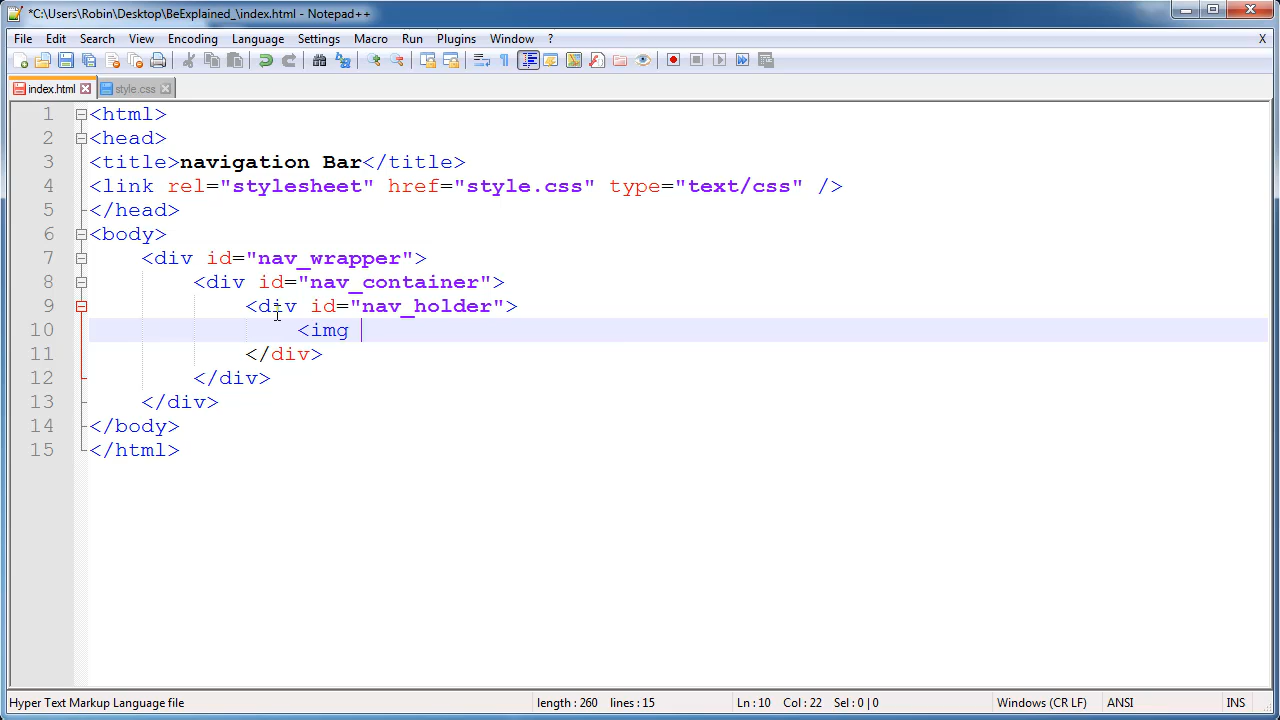 *C:\Users\Robin\Desktop\BeExplained_\index.html - Notepad++
File Edit Search View Encoding Language Settings Macro Run Plugins Window ? X
index.html style.css
1 <html>
2 <head>
3 <title>navigation Bar</title>
4 <link rel="stylesheet" href="style.css" type="text/css" />
5 </head>
6 <body>
7 <div id="nav_wrapper">
8 <div id="nav_container">
9 <div id="nav_holder">
10 <img
11 </div>
12 </div>
13 </div>
14 </body>
15 </html>
Hyper Text Markup Language file length : 260 lines : 15 Ln : 10 Col : 22 Sel : 0 | 0 Windows (CR LF) ANSI INS